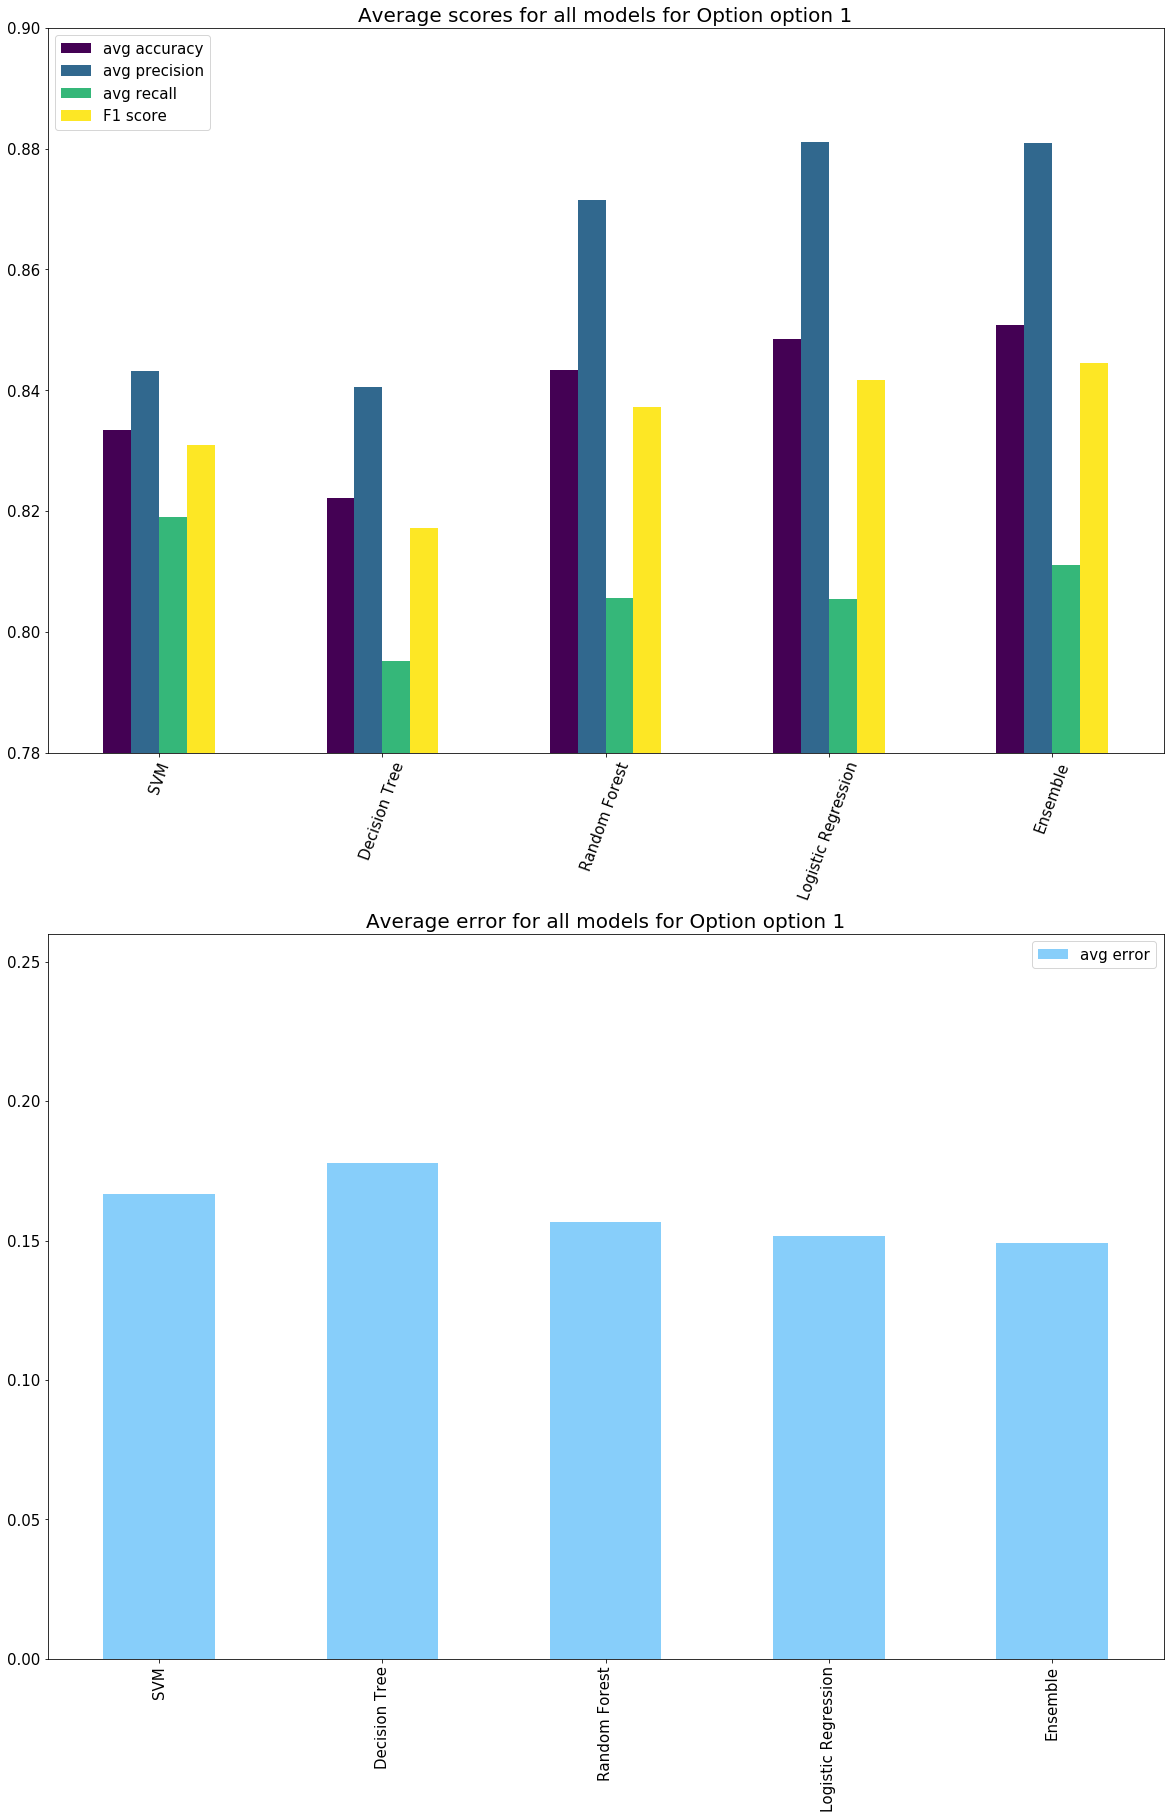 Average scores for all models for Option option 1
0.90
0.88
0.86
0.84
0.82
0.80
0.78
avg accuracy
avg precision
avg recall
F1 score
SVM
Decision Tree
Random Forest
Logistic Regression
Ensemble
Average error for all models for Option option 1
0.25
0.20
0.15
0.10
0.05
0.00
avg error
SVM
Decision Tree
Random Forest
Logistic Regression
Ensemble